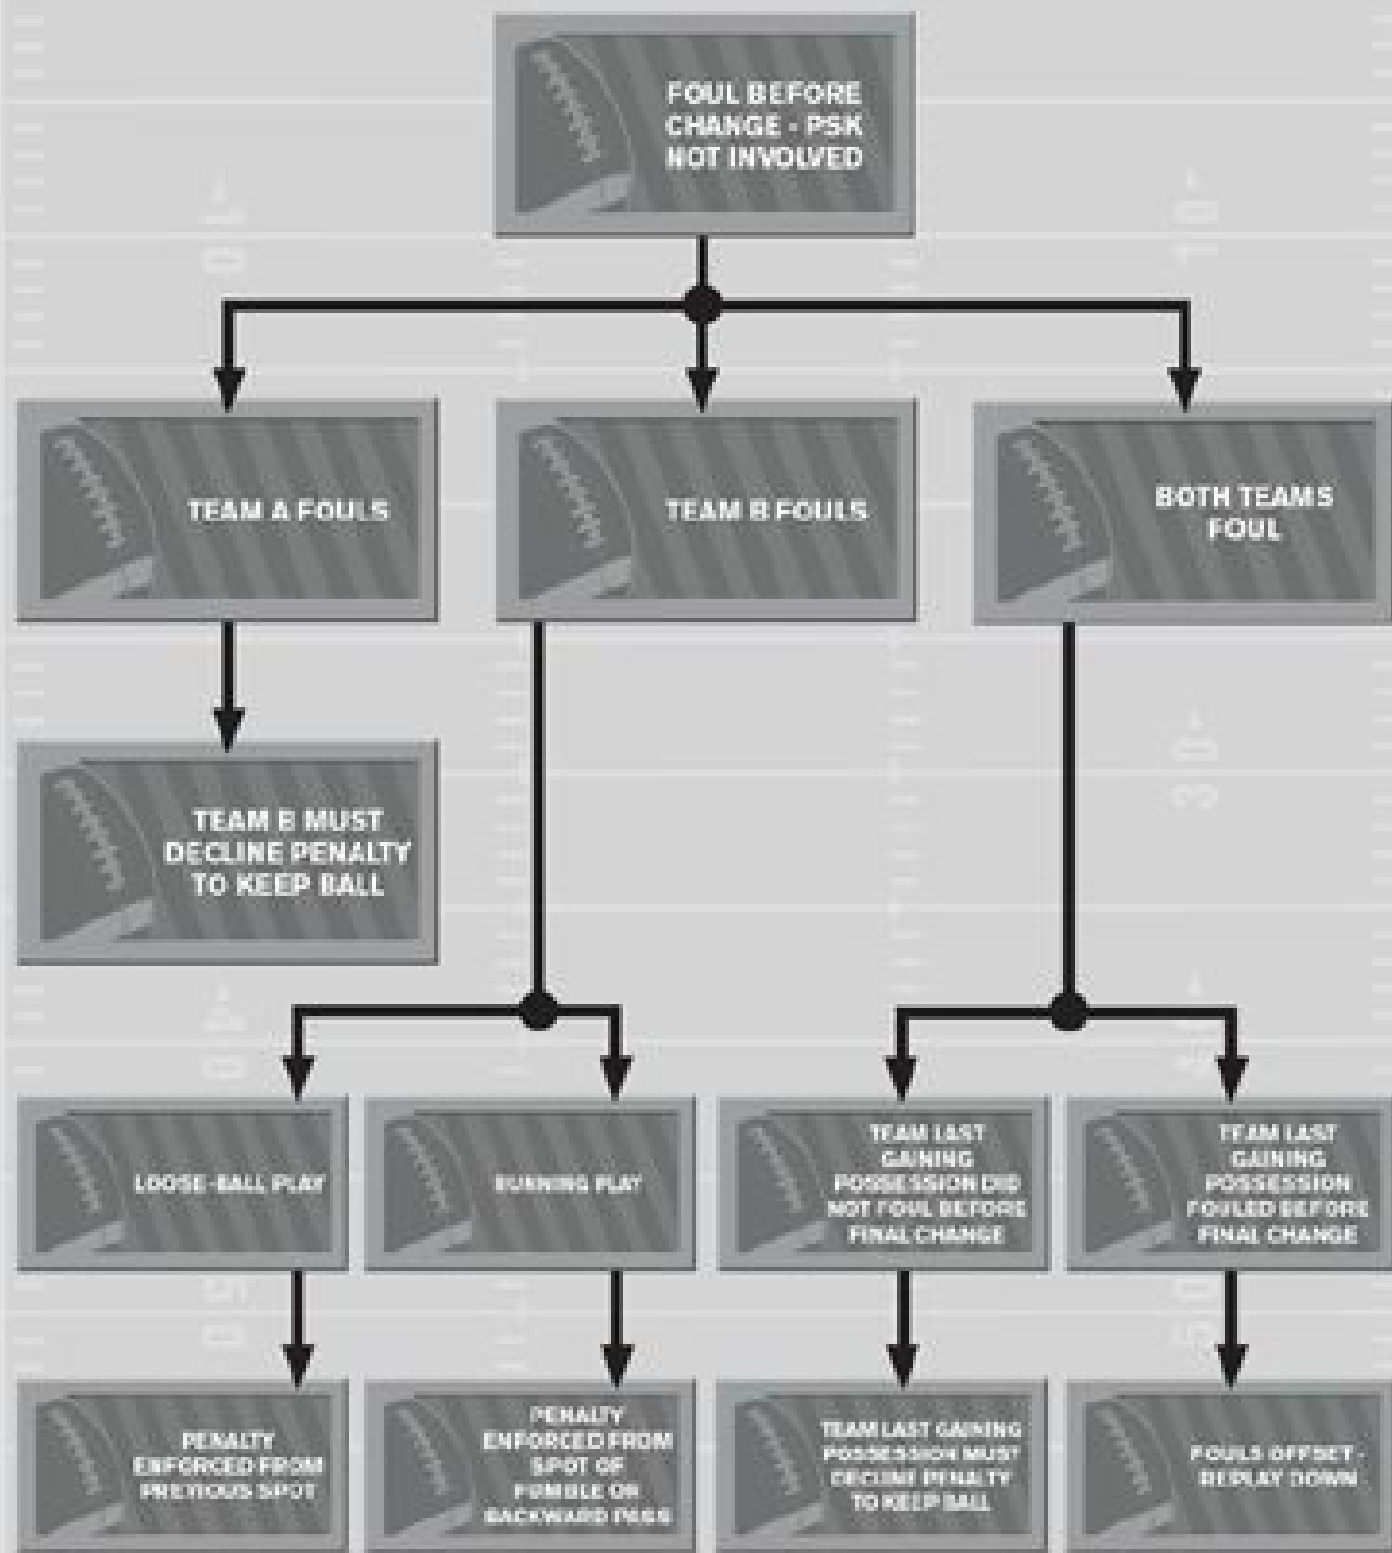 FOUL BEFORE
CHANGE - PSK
NOT INVOLVED
TEAM A FOULS
TEAM B FOULS
BOTH TEAMS
FOUL
TEAM B MUST
DECLINE PENALTY
TO KEEP BALL
LOOSE-BALL PLAY
RUNNING PLAY
TEAM LAST
GAINING
POSSESSION DID
NOT FOUL BEFORE
FINAL CHANGE
TEAM LAST
GAINING
POSSESSION
FOULED BEFORE
FINAL CHANGE
PENALTY
ENFORCED FROM
PREVIOUS SPOT
PENALTY
ENFORCED FROM
SPOT OF
FUMBLE OR
BACKWARD PASS
TEAM LAST GAINING
POSSESSION MUST
DECLINE PENALTY
TO KEEP BALL
FOULS OFFSET -
REPLAY DOWN